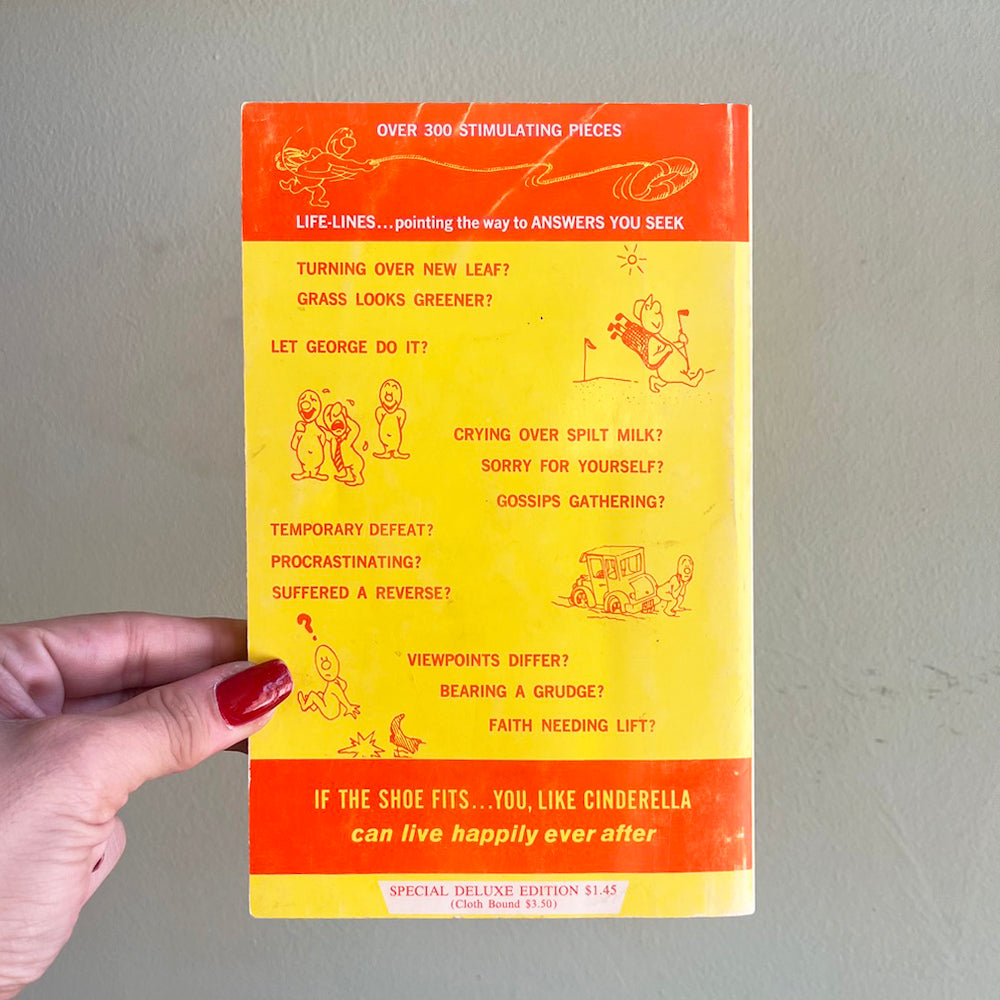 OVER 300 STIMULATING PIECES
LIFE-LINES...pointing the way to ANSWERS YOU SEEK
TURNING OVER NEW LEAF?
GRASS LOOKS GREENER?
LET GEORGE DO IT?
CRYING OVER SPILT MILK?
SORRY FOR YOURSELF?
GOSSIPS GATHERING?
TEMPORARY DEFEAT?
PROCRASTINATING?
SUFFERED A REVERSE?
?
VIEWPOINTS DIFFER?
BEARING A GRUDGE?
FAITH NEEDING LIFT?
IF THE SHOE FITS...YOU, LIKE CINDERELLA
can live happily ever after
SPECIAL DELUXE EDITION $1.45
(Cloth Bound $3.50)